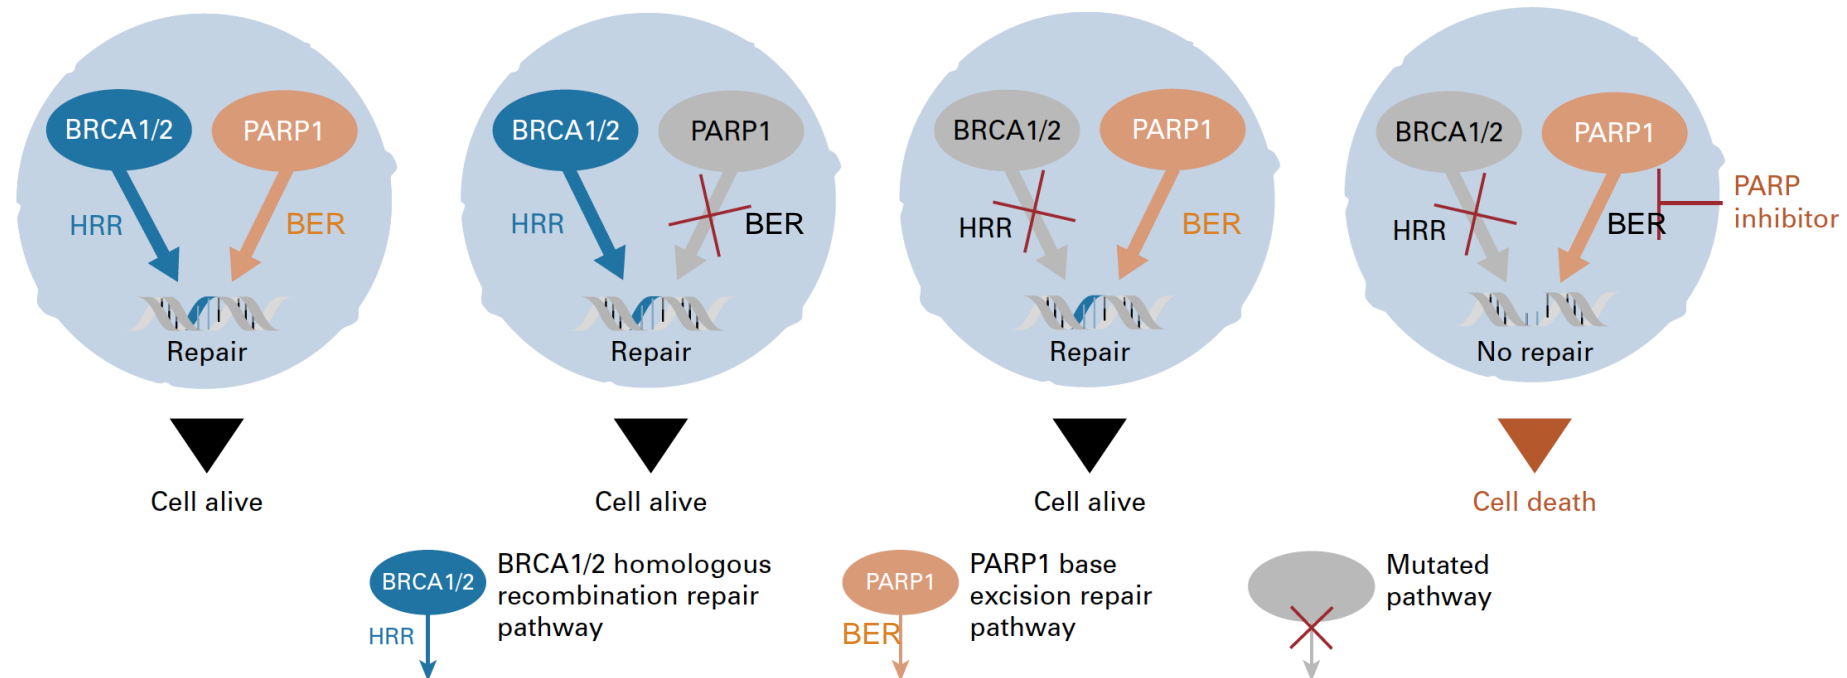 BRCA1/2
PARP1
HRR
BER
Repair
Cell alive
BRCA1/2
PARP1
HRR
BER
Repair
Cell alive
BRCA1/2
PARP1
HRR
BER
Repair
Cell alive
BRCA1/2
PARP1
PARP
inhibitor
HRR
BER
No repair
Cell death
BRCA1/2
HRR
BRCA1/2 homologous
recombination repair
pathway
PARP1
BER
PARP1 base
excision repair
pathway
Mutated
pathway